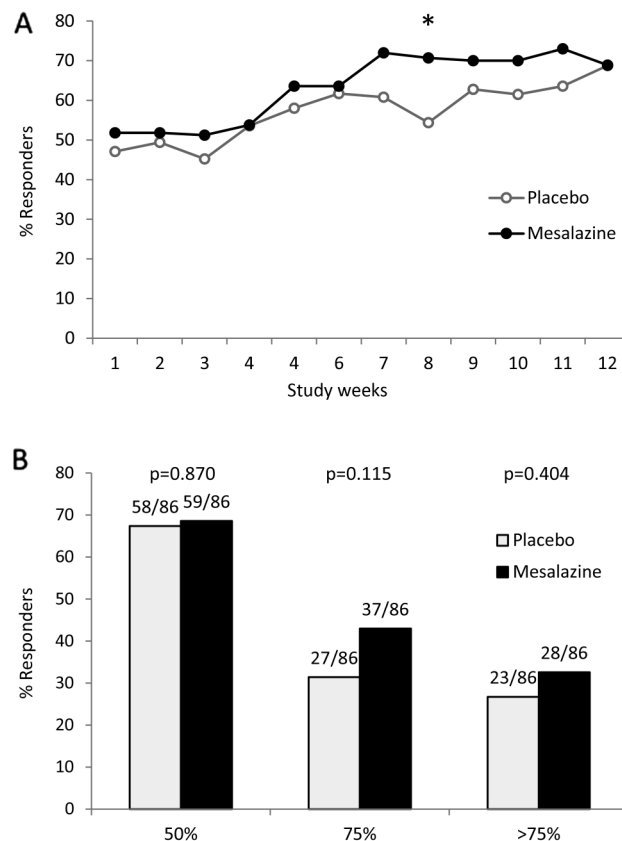 A
*
80
70
60
50
40
30
20
10
0
% Responders
Placebo
Mesalazine
1 2 3 4 4 6 7 8 9 10 11 12
Study weeks
B
p=0.870 p=0.115 p=0.404
80
70
60
50
40
30
20
10
0
% Responders
58/86 59/86
27/86 37/86
23/86 28/86
Placebo
Mesalazine
50% 75% >75%